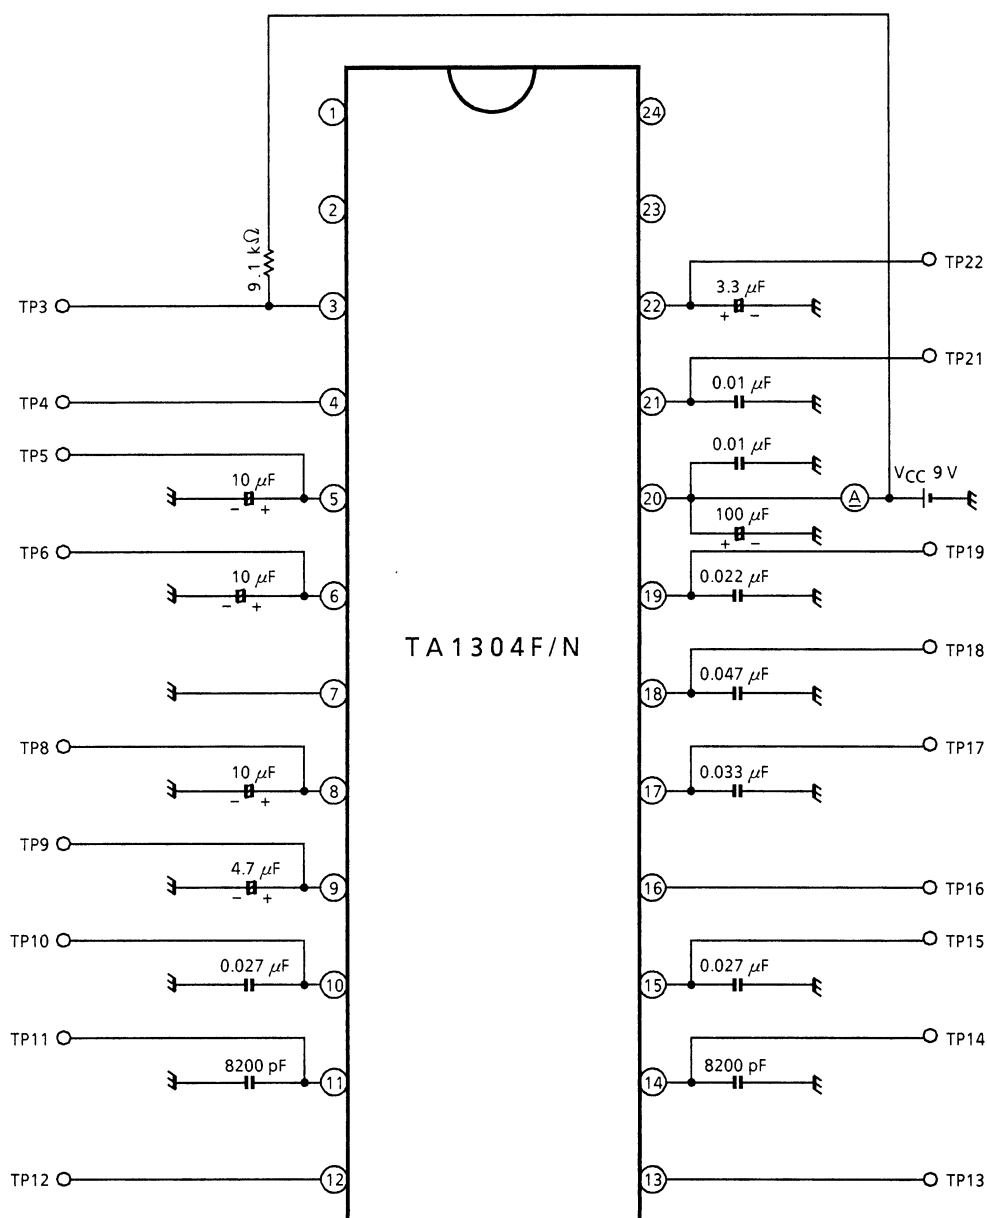 1
24
2
23
9.1 kΩ
TP22
3.3 μF
TP3
3
22
+ −
TP21
0.01 μF
TP4
4
21
0.01 μF
TP5
10 μF
VCC 9 V
5
20
A
− +
100 μF
+ −
TP6
TP19
10 μF
0.022 μF
6
19
− +
TA1304F/N
TP18
0.047 μF
7
18
TP8
TP17
10 μF
0.033 μF
8
17
− +
TP9
4.7 μF
9
16
TP16
− +
TP10
TP15
0.027 μF
0.027 μF
10
15
TP11
TP14
8200 pF
8200 pF
11
14
TP12
12
13
TP13